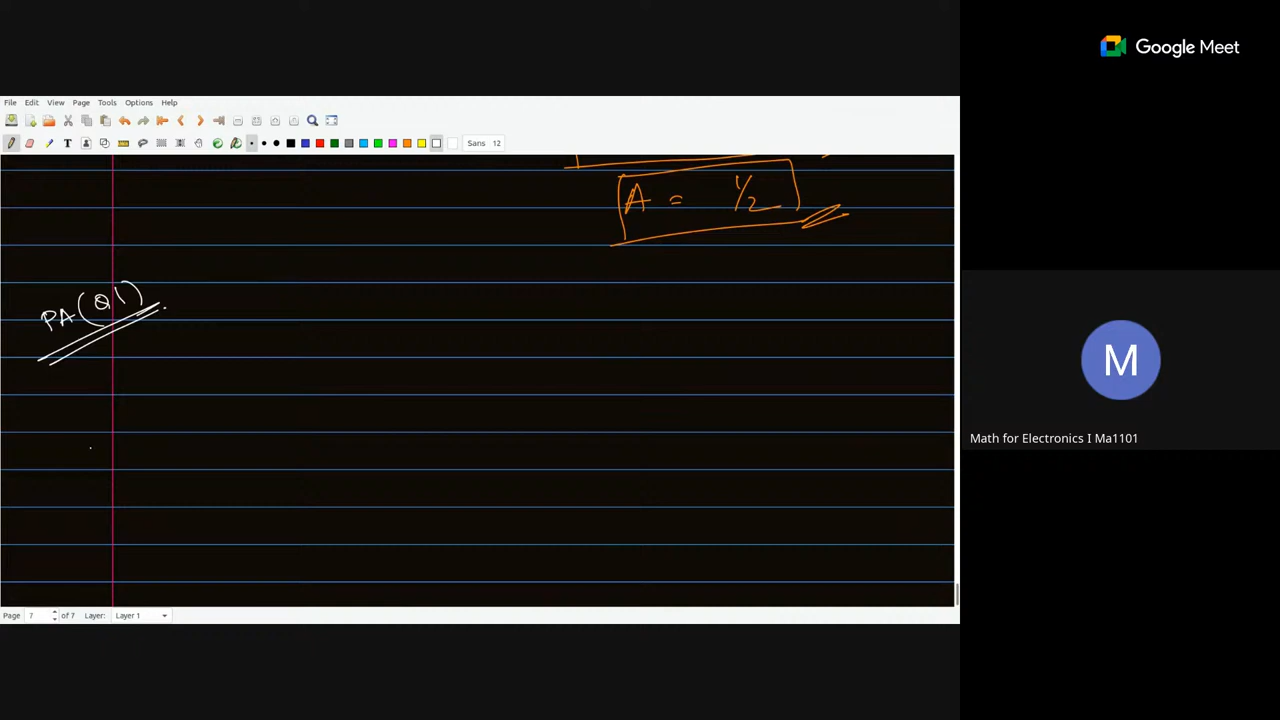 Google Meet
File Edit View Page Tools Options Help
Sans 12
A = 1/2
PA(Q1)
M
Math for Electronics I Ma1101
Page 7 of 7 Layer: Layer 1